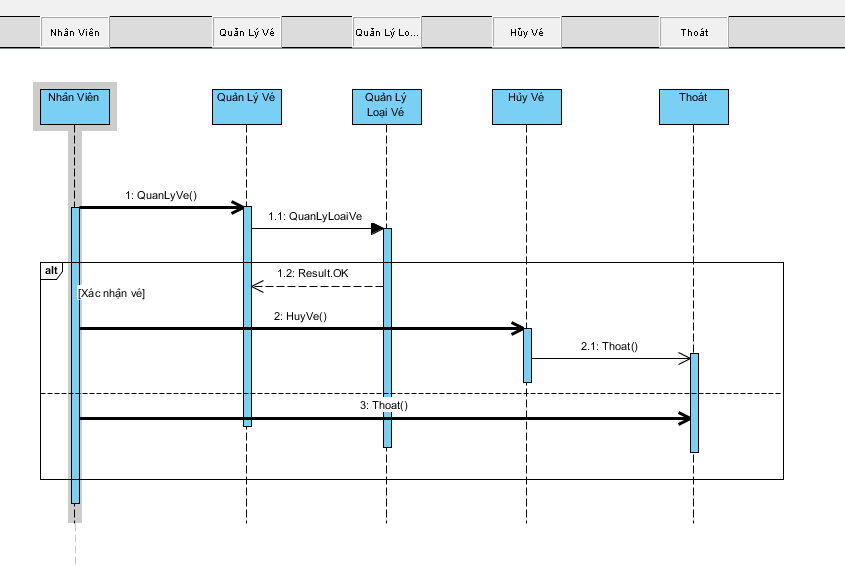 Nhân Viên
Quản Lý Vé
Quản Lý Lo...
Hủy Vé
Thoát
Nhân Viên
Quản Lý Vé
Quản Lý
Loại Vé
Hủy Vé
Thoát
1: QuanLyVe()
1.1: QuanLyLoaiVe
alt
1.2: Result.OK
[Xác nhận vé]
2: HuyVe()
2.1: Thoat()
3: Thoat()